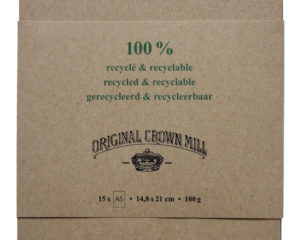 100 %
recyclé & recyclable
recycled & recyclable
gerecycleerd & recycleerbaar
ORIGINAL CROWN MILL
15 x A5 • 14,8 x 21 cm • 100 g